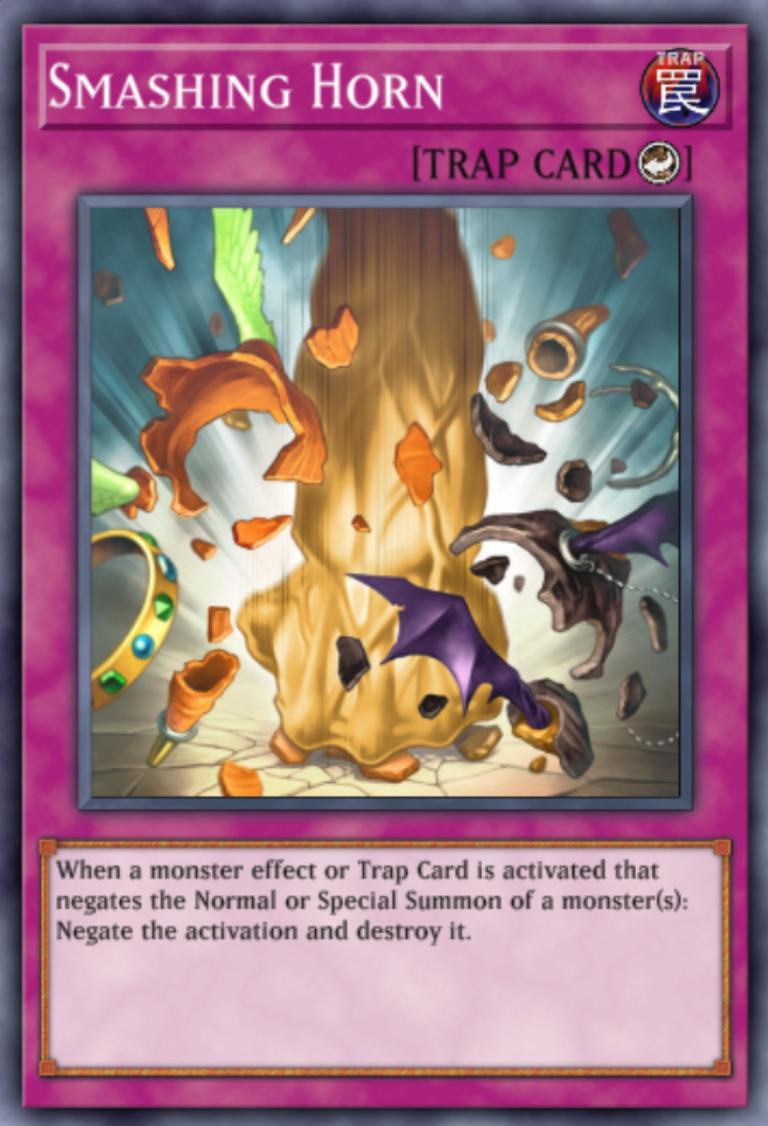 Smashing Horn
TRAP
罠
[TRAP CARD]
When a monster effect or Trap Card is activated that
negates the Normal or Special Summon of a monster(s):
Negate the activation and destroy it.